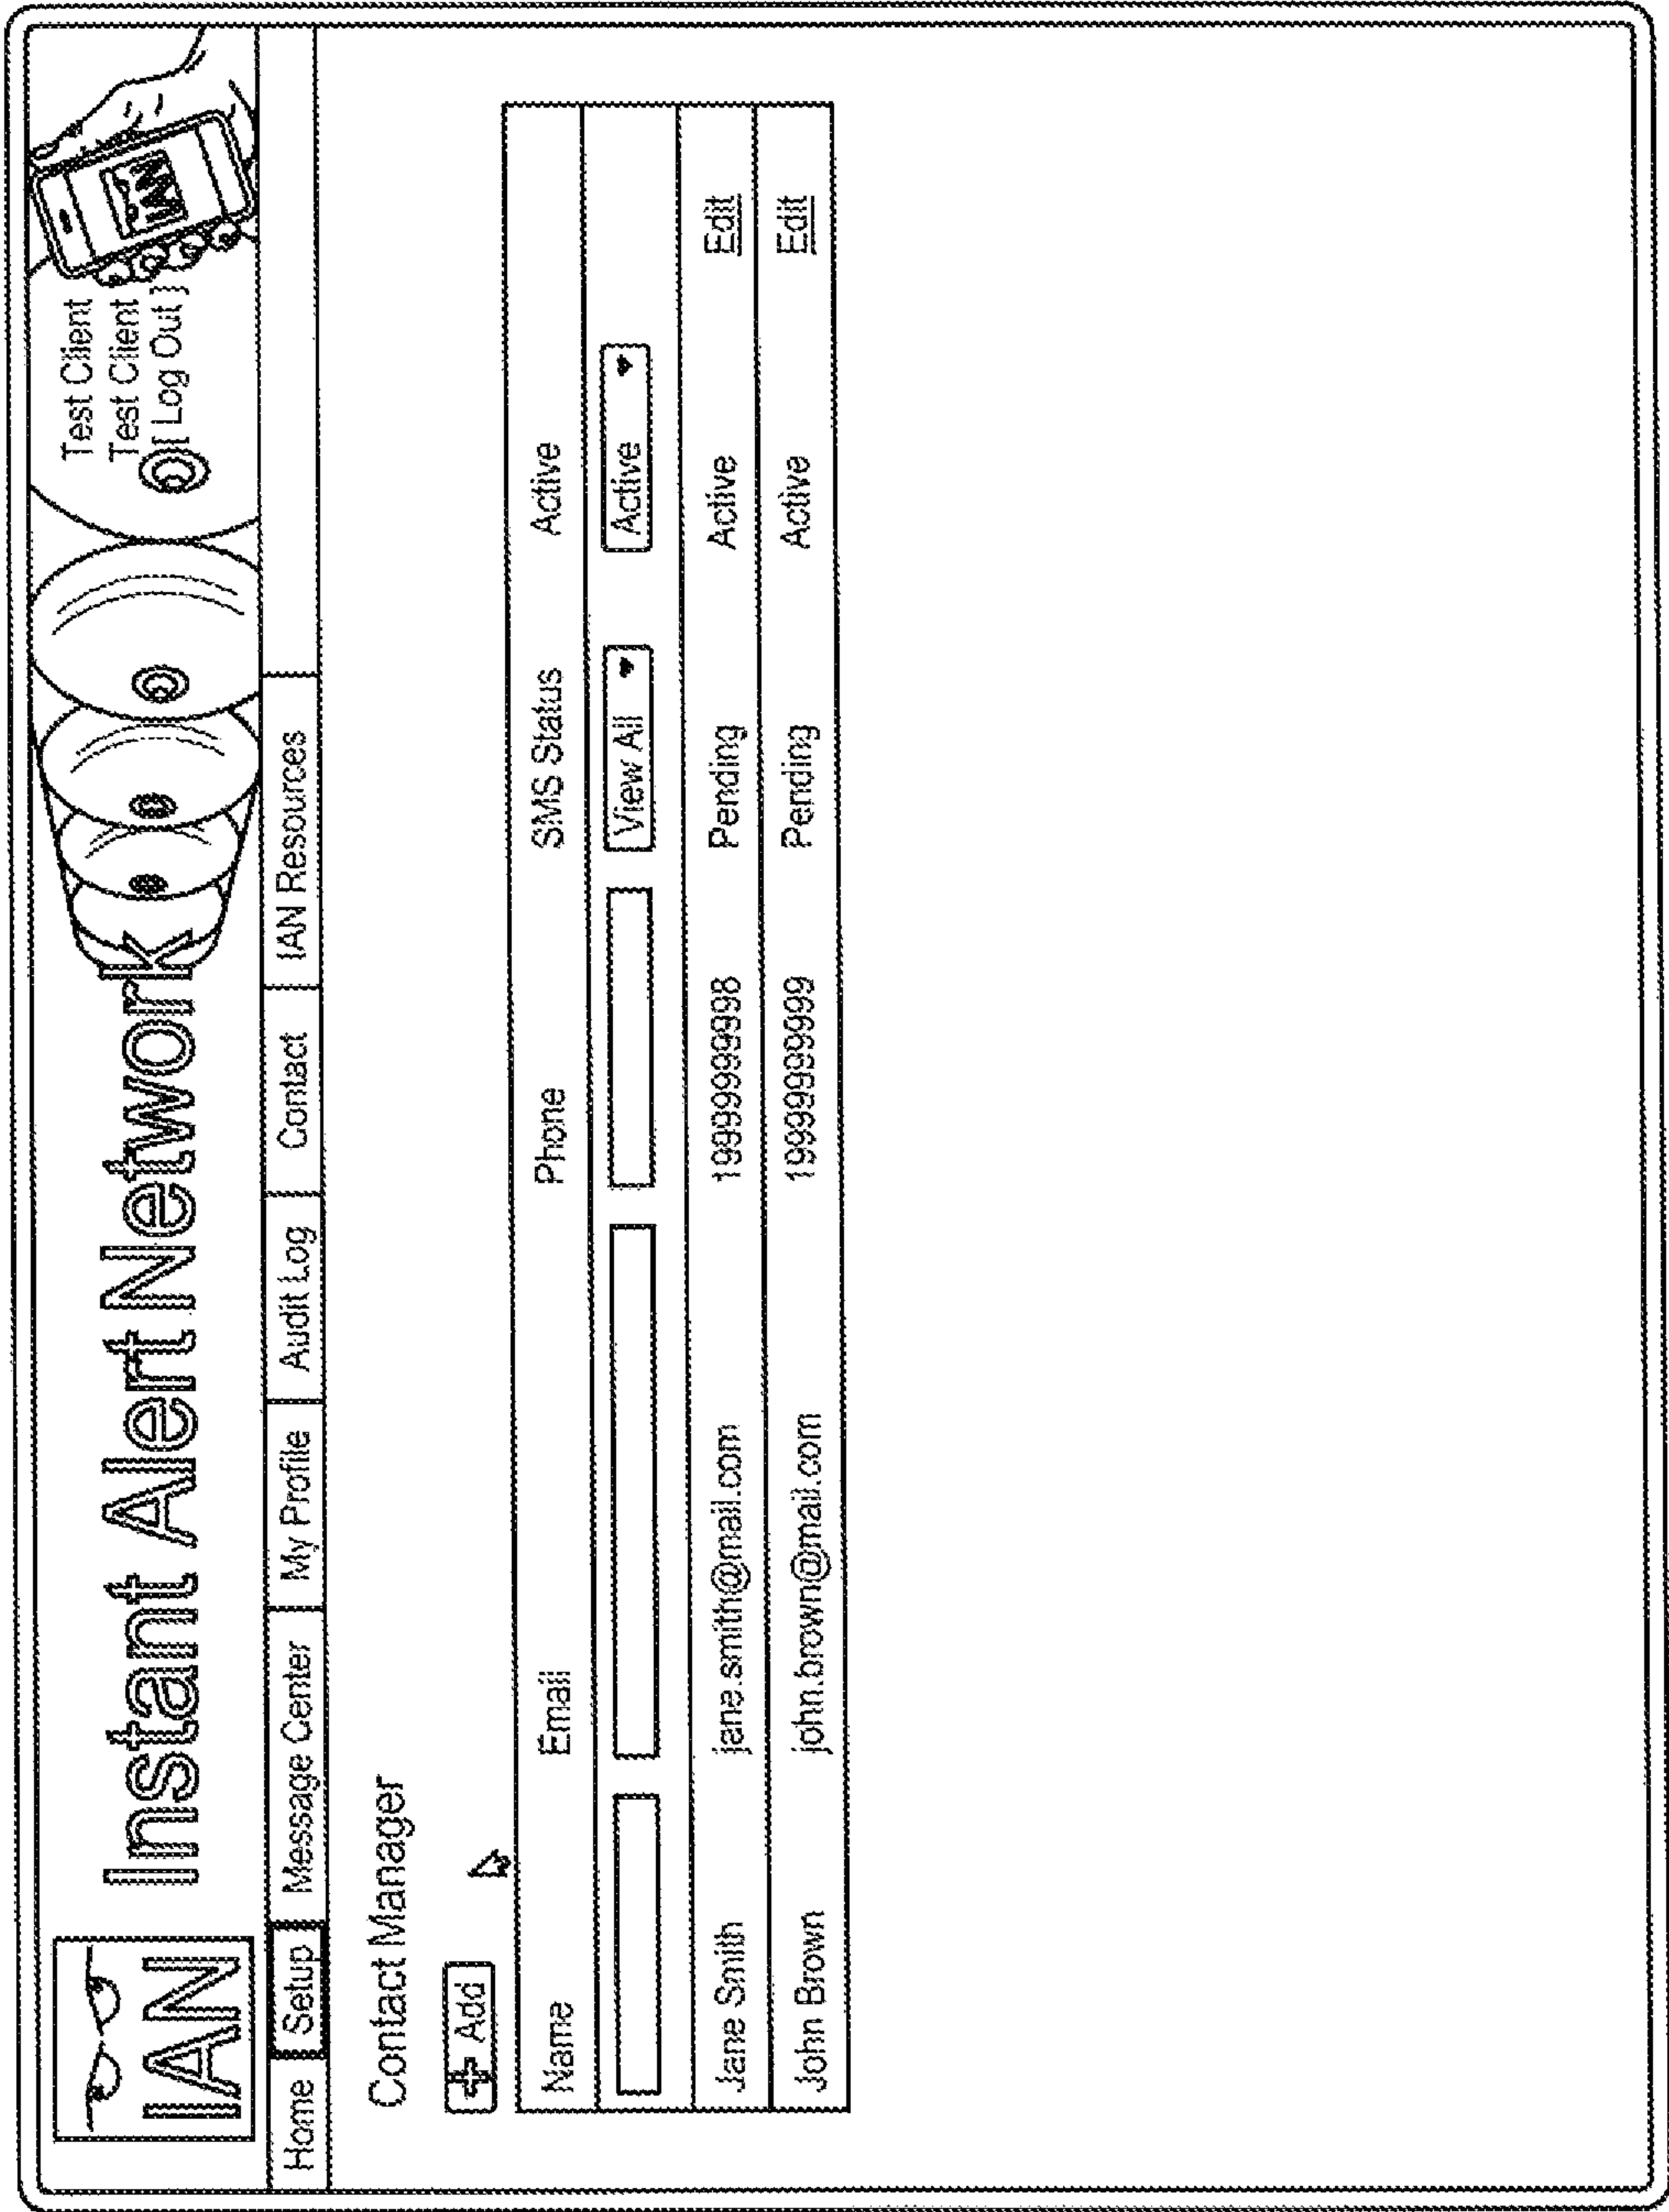 IAN Instant Alert Network
Test Client
Test Client
[ Log Out ]
IAN
Home Setup Message Center My Profile Audit Log Contact IAN Resources
Contact Manager
Add
Name Email Phone SMS Status Active
View All Active
Jane Smith jane.smith@mail.com 19999999998 Pending Active Edit
John Brown john.brown@mail.com 19999999999 Pending Active Edit